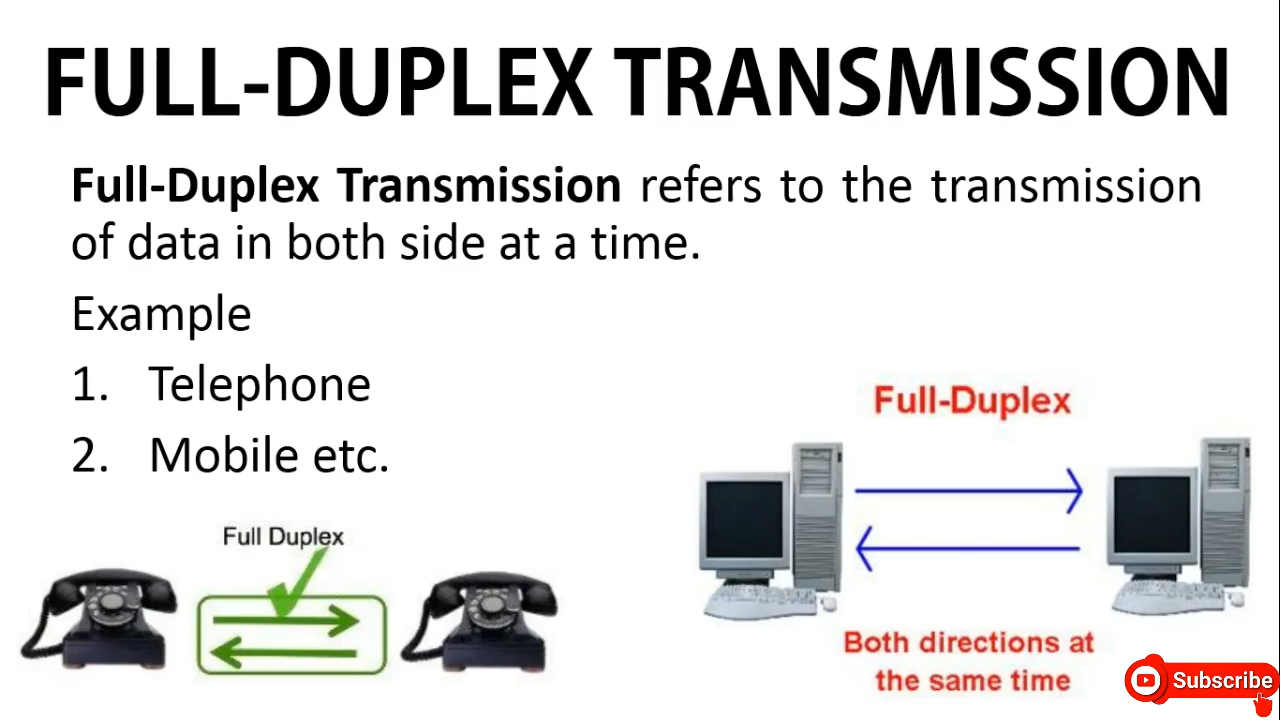 FULL-DUPLEX TRANSMISSION
Full-Duplex Transmission refers to the transmission
of data in both side at a time.
Example
1. Telephone
2. Mobile etc.
Full Duplex
Full-Duplex
Both directions at
the same time
Subscribe